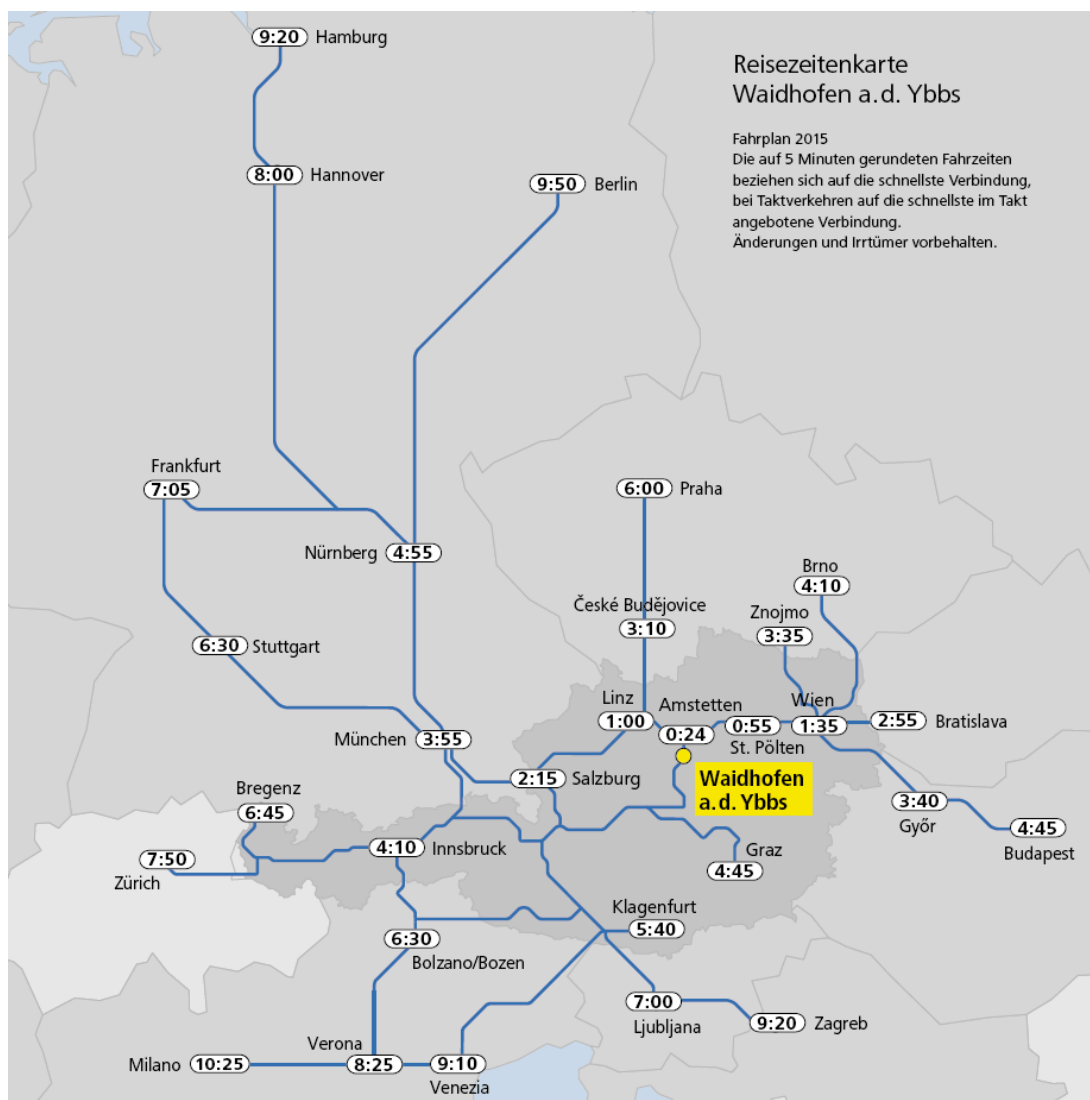 9:20 Hamburg
Reisezeitenkarte
Waidhofen a.d. Ybbs
Fahrplan 2015
Die auf 5 Minuten gerundeten Fahrzeiten
beziehen sich auf die schnellste Verbindung,
bei Taktverkehren auf die schnellste im Takt
angebotene Verbindung.
Änderungen und Irrtümer vorbehalten.
8:00 Hannover
9:50 Berlin
Frankfurt
7:05
6:00 Praha
Nürnberg 4:55
Brno
4:10
České Budějovice
3:10
Znojmo
3:35
6:30 Stuttgart
Linz
1:00
Amstetten
0:24
0:55
St. Pölten
Wien
1:35
2:55 Bratislava
München 3:55
2:15 Salzburg
Waidhofen
a.d. Ybbs
Bregenz
6:45
3:40
Győr
4:45
Budapest
7:50
Zürich
4:10 Innsbruck
Graz
4:45
Klagenfurt
5:40
6:30
Bolzano/Bozen
7:00
Ljubljana
9:20 Zagreb
Verona
8:25
Milano 10:25
9:10
Venezia